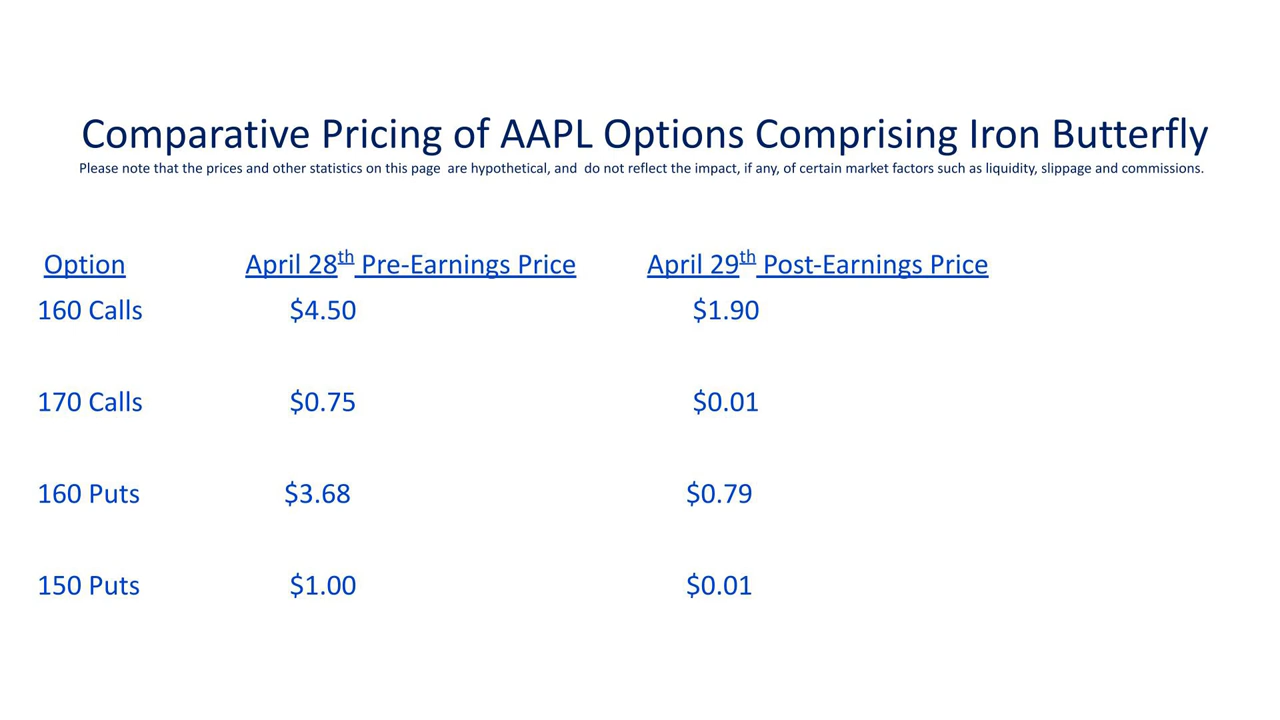 Comparative Pricing of AAPL Options Comprising Iron Butterfly
Please note that the prices and other statistics on this page  are hypothetical, and  do not reflect the impact, if any, of certain market factors such as liquidity, slippage and commissions.
Option April 28th Pre-Earnings Price April 29th Post-Earnings Price
160 Calls $4.50 $1.90
170 Calls $0.75 $0.01
160 Puts $3.68 $0.79
150 Puts $1.00 $0.01